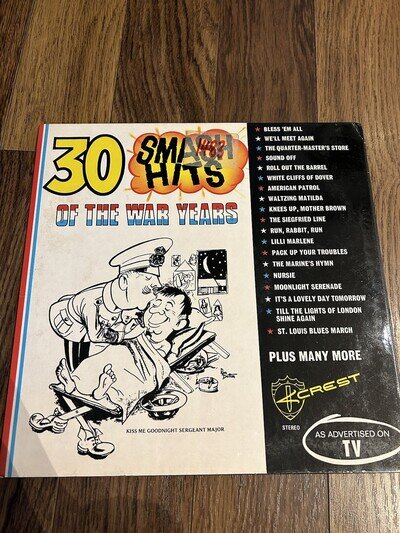 30 SMASH
HITS
OF THE WAR YEARS
KISS ME GOODNIGHT SERGEANT MAJOR
BLESS 'EM ALL
WE'LL MEET AGAIN
THE QUARTER-MASTER'S STORE
SOUND OFF
ROLL OUT THE BARREL
WHITE CLIFFS OF DOVER
AMERICAN PATROL
WALTZING MATILDA
KNEES UP, MOTHER BROWN
THE SIEGFRIED LINE
RUN, RABBIT, RUN
LILLI MARLENE
PACK UP YOUR TROUBLES
THE MARINE'S HYMN
NURSIE
MOONLIGHT SERENADE
IT'S A LOVELY DAY TOMORROW
TILL THE LIGHTS OF LONDON
SHINE AGAIN
ST. LOUIS BLUES MARCH
PLUS MANY MORE
CREST
STEREO
AS ADVERTISED ON
TV